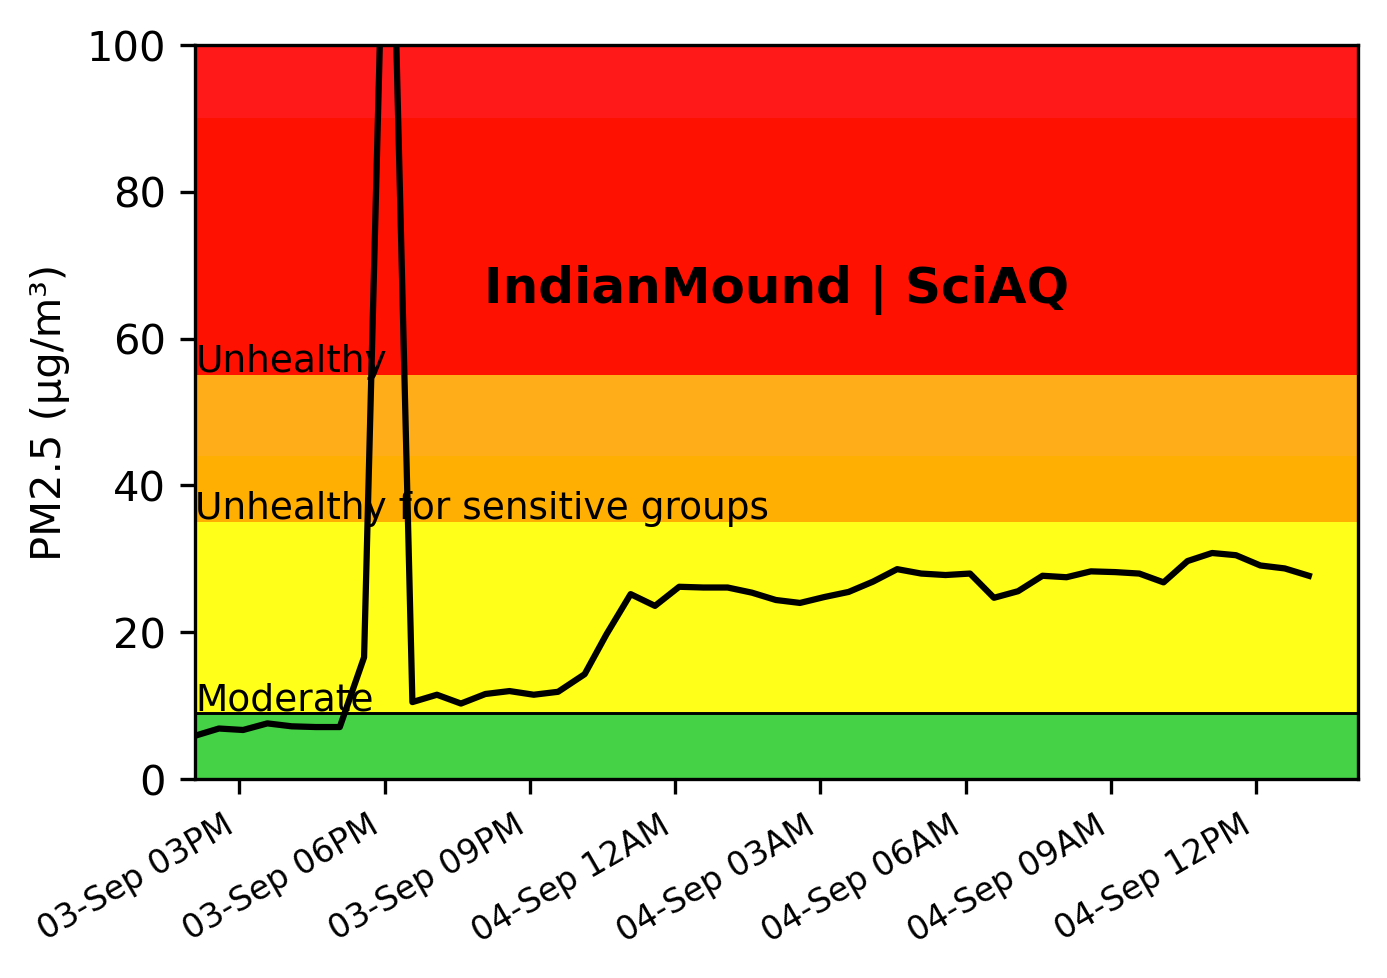 100
80
60
40
20
0
PM2.5 (µg/m³)
IndianMound | SciAQ
Unhealthy
Unhealthy for sensitive groups
Moderate
03-Sep 03PM
03-Sep 06PM
03-Sep 09PM
04-Sep 12AM
04-Sep 03AM
04-Sep 06AM
04-Sep 09AM
04-Sep 12PM